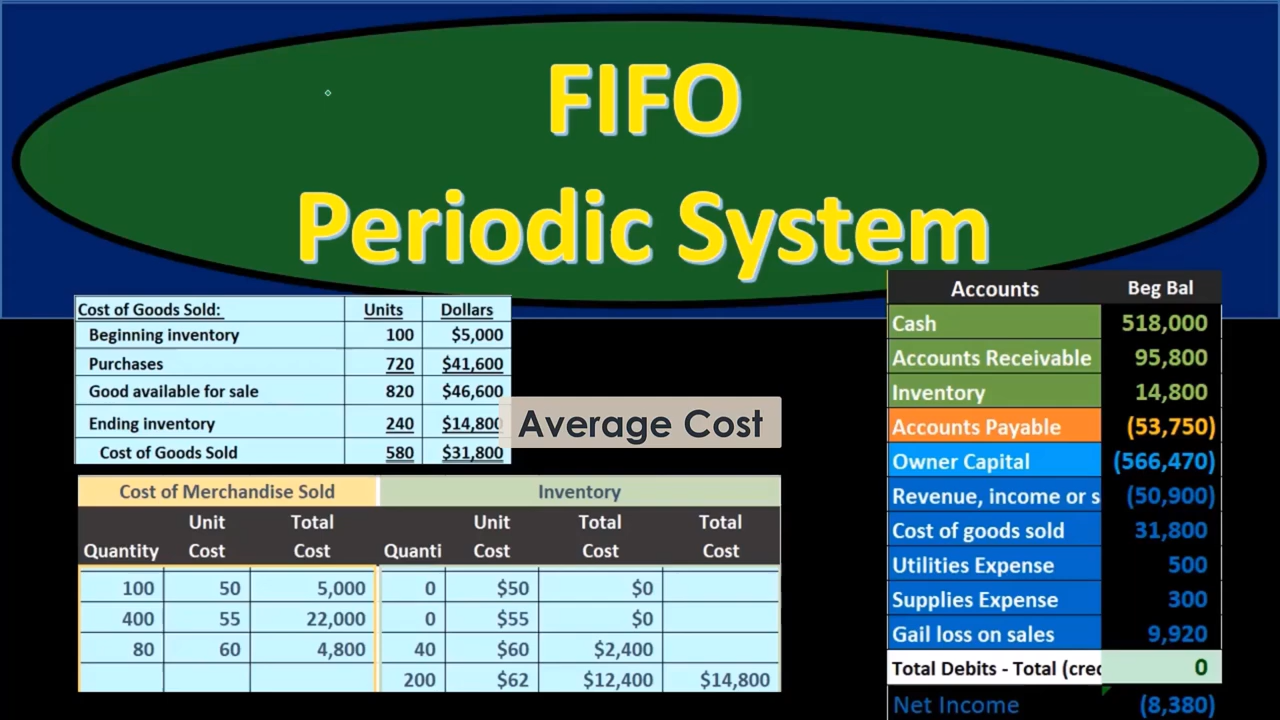 FIFO
Periodic System
Cost of Goods Sold: Units Dollars
Beginning inventory 100 $5,000
Purchases 720 $41,600
Good available for sale 820 $46,600
Ending inventory 240 $14,800
Cost of Goods Sold 580 $31,800
Average Cost
Cost of Merchandise Sold Inventory
Unit Total Unit Total Total
Quantity Cost Cost Quanti Cost Cost Cost
100 50 5,000 0 $50 $0
400 55 22,000 0 $55 $0
80 60 4,800 40 $60 $2,400
200 $62 $12,400 $14,800
Accounts Beg Bal
Cash 518,000
Accounts Receivable 95,800
Inventory 14,800
Accounts Payable (53,750)
Owner Capital (566,470)
Revenue, income or s (50,900)
Cost of goods sold 31,800
Utilities Expense 500
Supplies Expense 300
Gail loss on sales 9,920
Total Debits - Total (cred 0
Net Income (8,380)